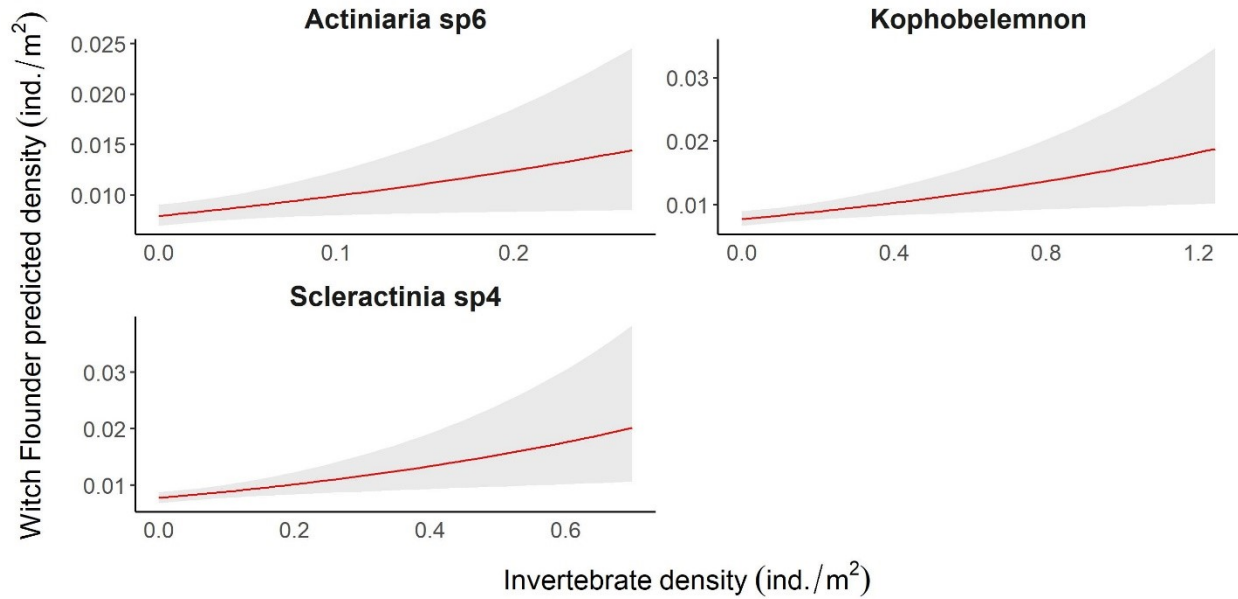 Actiniaria sp6
Kophobelemnon
Witch Flounder predicted density (ind./m²)
0.025
0.020
0.015
0.010
0.0 0.1 0.2
0.03
0.02
0.01
0.0 0.4 0.8 1.2
Scleractinia sp4
0.03
0.02
0.01
0.0 0.2 0.4 0.6
Invertebrate density (ind./m²)